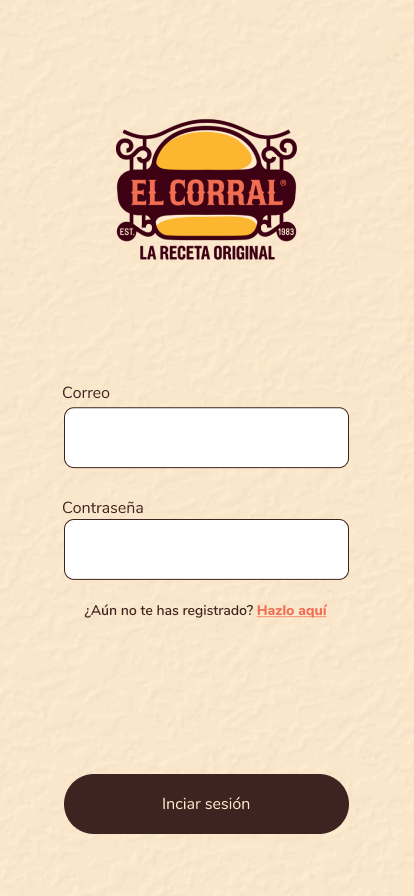 EL CORRAL®
EST. 1983
LA RECETA ORIGINAL
Correo
Contraseña
¿Aún no te has registrado? Hazlo aquí
Inciar sesión